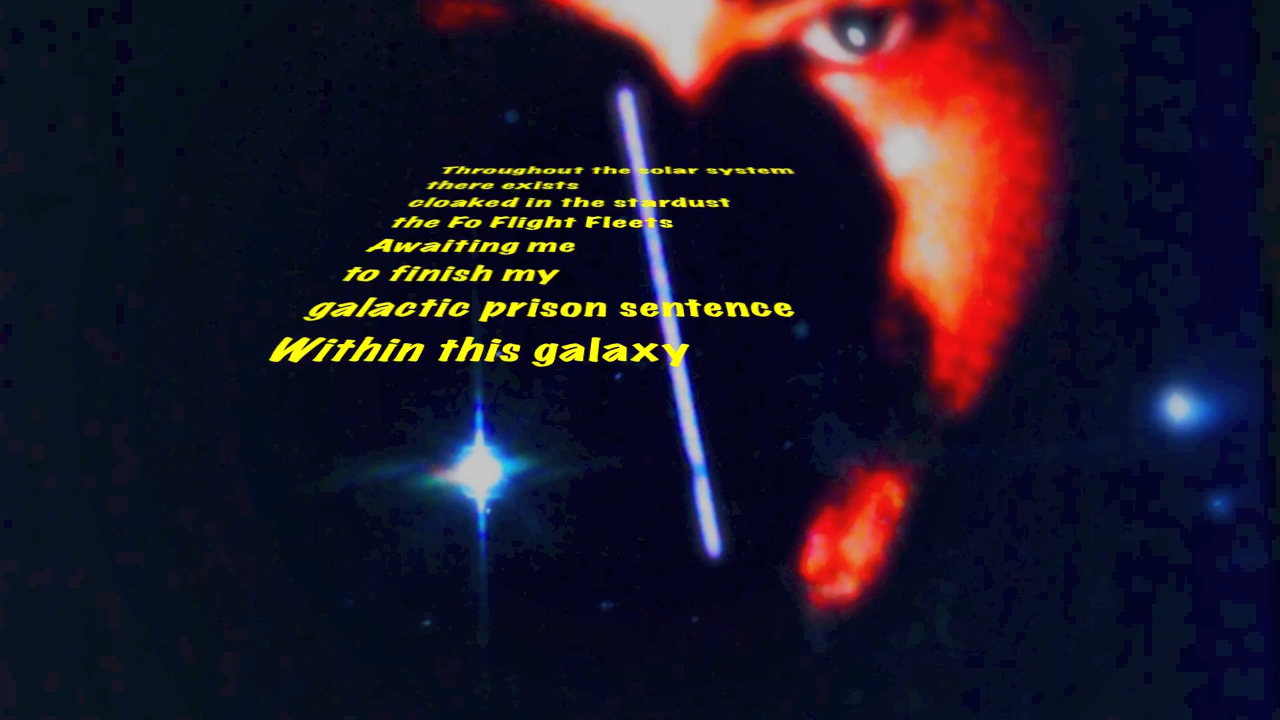 Throughout the solar system
there exists
cloaked in the stardust
the Fo Flight Fleets
Awaiting me
to finish my
galactic prison sentence
Within this galaxy